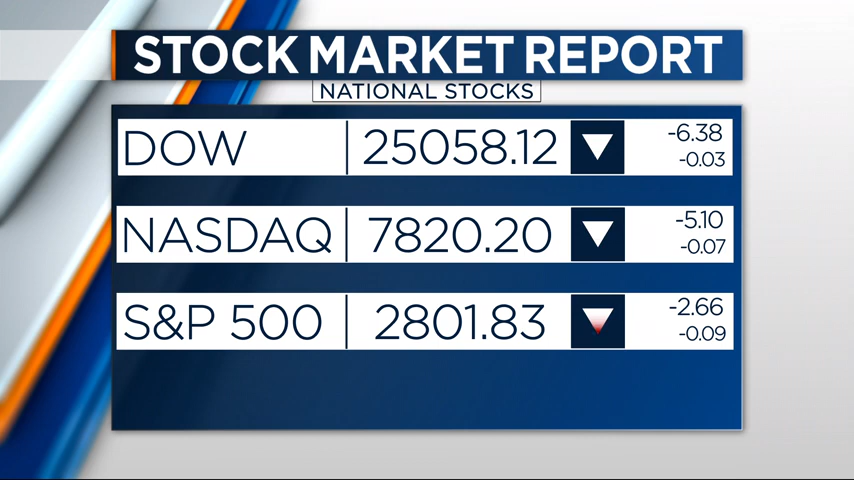 STOCK MARKET REPORT
NATIONAL STOCKS
DOW 25058.12 -6.38
-0.03
NASDAQ 7820.20 -5.10
-0.07
S&P 500 2801.83 -2.66
-0.09